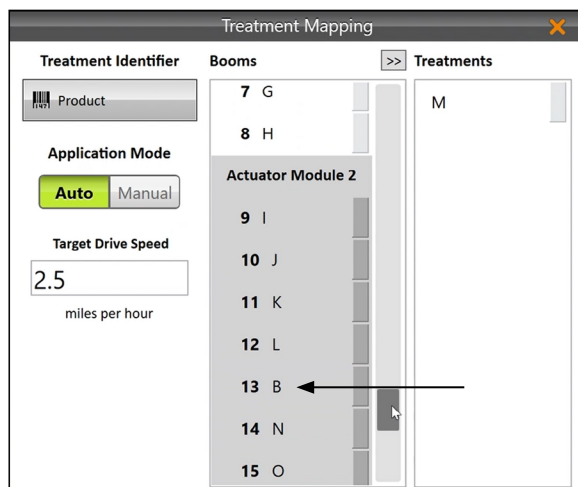 Treatment Mapping
Treatment Identifier
Product
Application Mode
Auto Manual
Target Drive Speed
2.5
miles per hour
Booms >>
7 G
8 H
Actuator Module 2
9 I
10 J
11 K
12 L
13 B
14 N
15 O
Treatments
M